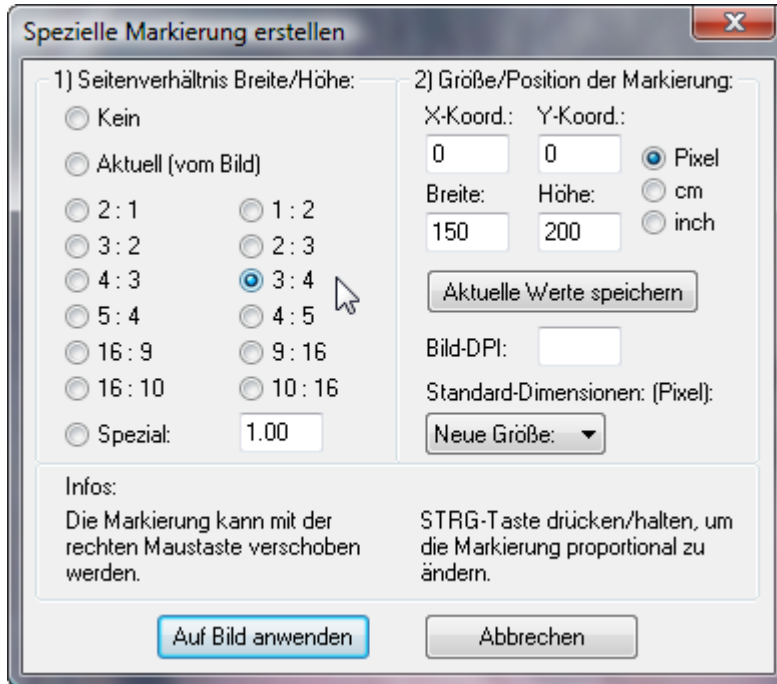 Spezielle Markierung erstellen
1) Seitenverhältnis Breite/Höhe:
Kein
Aktuell (vom Bild)
2 : 1
1 : 2
3 : 2
2 : 3
4 : 3
3 : 4
5 : 4
4 : 5
16 : 9
9 : 16
16 : 10
10 : 16
Spezial:
1.00
2) Größe/Position der Markierung:
X-Koord.: Y-Koord.:
0
0
Pixel
cm
inch
Breite: Höhe:
150
200
Aktuelle Werte speichern
Bild-DPI:
Standard-Dimensionen: (Pixel):
Neue Größe:
Infos:
Die Markierung kann mit der
rechten Maustaste verschoben
werden.
STRG-Taste drücken/halten, um
die Markierung proportional zu
ändern.
Auf Bild anwenden
Abbrechen